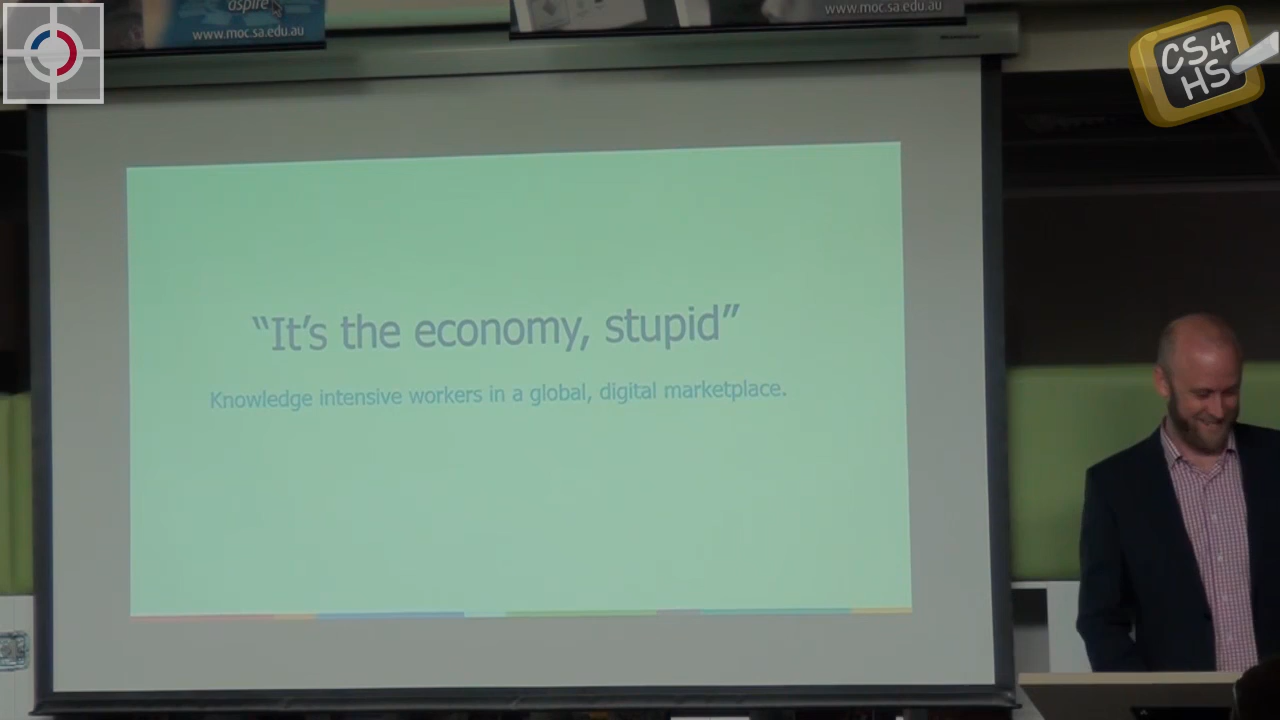 aspire
www.moc.sa.edu.au
www.moc.sa.edu.au
CS4
HS
“It’s the economy, stupid”
Knowledge intensive workers in a global, digital marketplace.